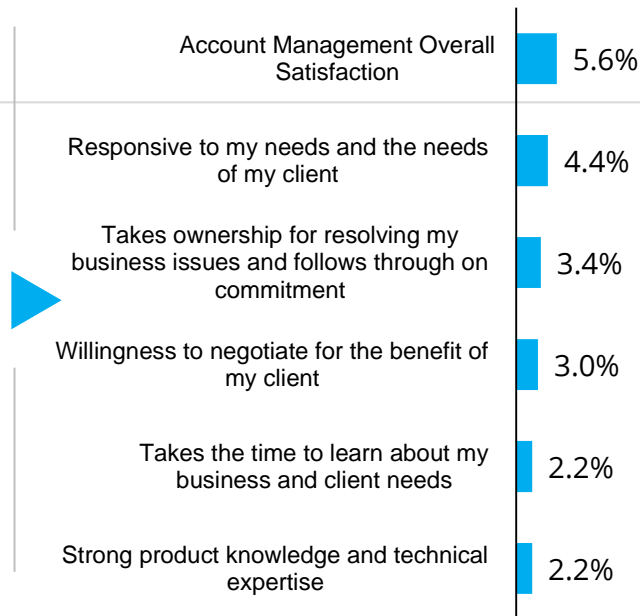 Account Management Overall
Satisfaction
5.6%
Responsive to my needs and the needs
of my client
4.4%
Takes ownership for resolving my
business issues and follows through on
commitment
3.4%
Willingness to negotiate for the benefit of
my client
3.0%
Takes the time to learn about my
business and client needs
2.2%
Strong product knowledge and technical
expertise
2.2%